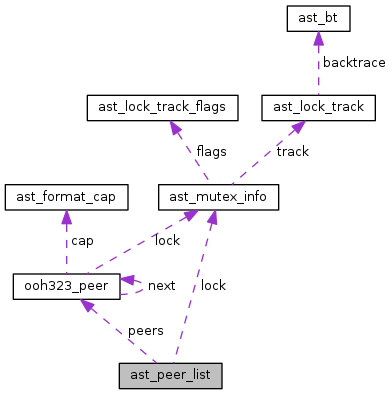 ast_bt
backtrace
ast_lock_track_flags
ast_lock_track
flags
track
ast_format_cap
ast_mutex_info
cap
lock
ooh323_peer
next
lock
peers
ast_peer_list